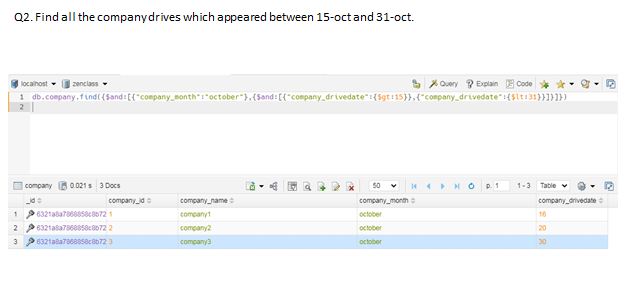 Q2. Find all the company drives which appeared between 15-oct and 31-oct.
localhost zenclass Query Explain Code
1 db.company.find({$and:[{"company_month":"october"},{$and:[{"company_drivedate":{$gt:15}},{"company_drivedate":{$lt:31}}]}]})
2
company 0.021 s 3 Docs 50 p. 1 1 - 3 Table
_id company_id company_name company_month company_drivedate
1 6321a8a7868858c8b72 1 company1 october 16
2 6321a8a7868858c8b72 2 company2 october 20
3 6321a8a7868858c8b72 3 company3 october 30